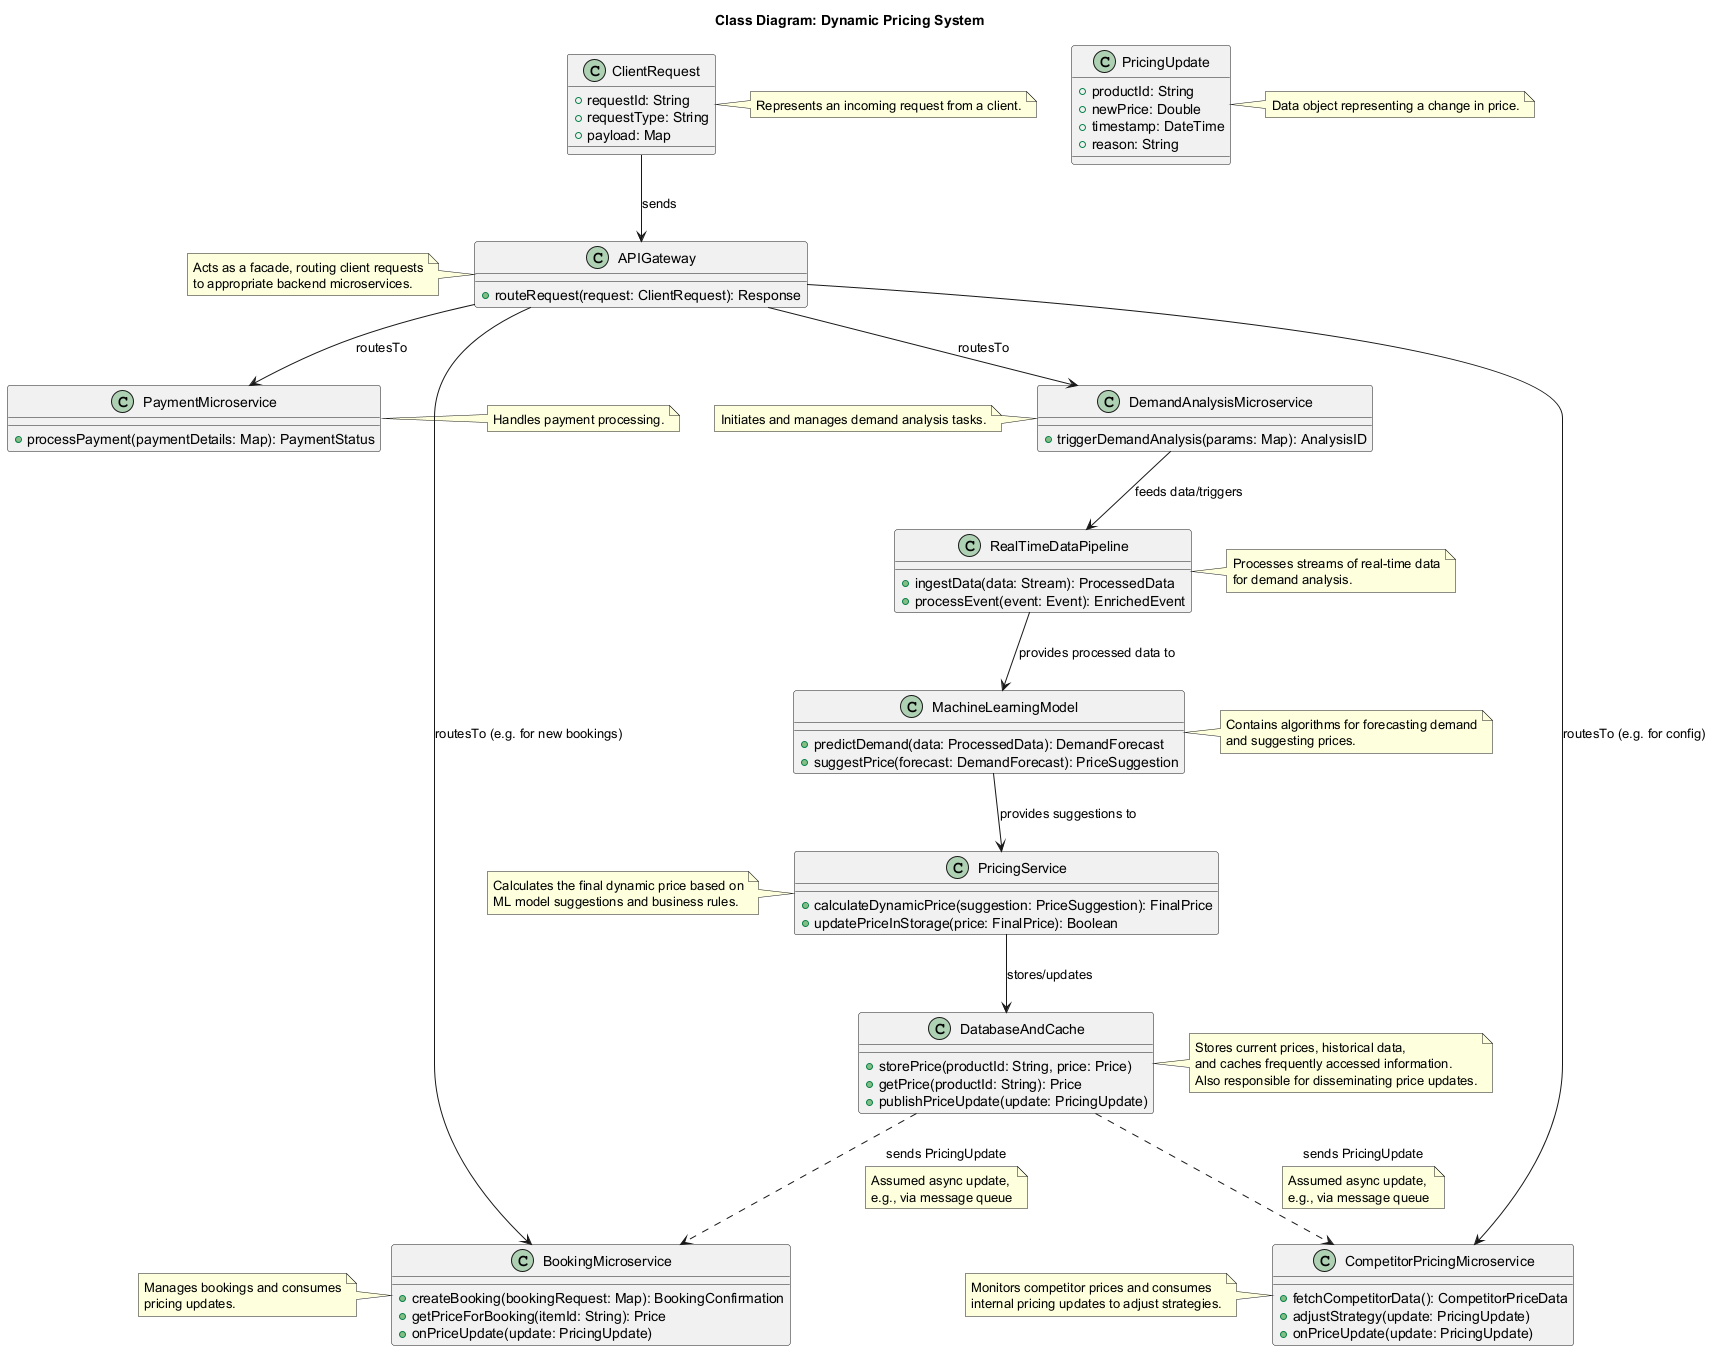 Class Diagram: Dynamic Pricing System
C ClientRequest
requestId: String
requestType: String
payload: Map
Represents an incoming request from a client.
C PricingUpdate
productId: String
newPrice: Double
timestamp: DateTime
reason: String
Data object representing a change in price.
sends
Acts as a facade, routing client requests
to appropriate backend microservices.
C APIGateway
routeRequest(request: ClientRequest): Response
routesTo
routesTo
C PaymentMicroservice
processPayment(paymentDetails: Map): PaymentStatus
Handles payment processing.
Initiates and manages demand analysis tasks.
C DemandAnalysisMicroservice
triggerDemandAnalysis(params: Map): AnalysisID
feeds data/triggers
C RealTimeDataPipeline
ingestData(data: Stream): ProcessedData
processEvent(event: Event): EnrichedEvent
Processes streams of real-time data
for demand analysis.
provides processed data to
C MachineLearningModel
predictDemand(data: ProcessedData): DemandForecast
suggestPrice(forecast: DemandForecast): PriceSuggestion
Contains algorithms for forecasting demand
and suggesting prices.
routesTo (e.g. for new bookings)
routesTo (e.g. for config)
provides suggestions to
Calculates the final dynamic price based on
ML model suggestions and business rules.
C PricingService
calculateDynamicPrice(suggestion: PriceSuggestion): FinalPrice
updatePriceInStorage(price: FinalPrice): Boolean
stores/updates
C DatabaseAndCache
storePrice(productId: String, price: Price)
getPrice(productId: String): Price
publishPriceUpdate(update: PricingUpdate)
Stores current prices, historical data,
and caches frequently accessed information.
Also responsible for disseminating price updates.
sends PricingUpdate
Assumed async update,
e.g., via message queue
sends PricingUpdate
Assumed async update,
e.g., via message queue
Manages bookings and consumes
pricing updates.
C BookingMicroservice
createBooking(bookingRequest: Map): BookingConfirmation
getPriceForBooking(itemId: String): Price
onPriceUpdate(update: PricingUpdate)
Monitors competitor prices and consumes
internal pricing updates to adjust strategies.
C CompetitorPricingMicroservice
fetchCompetitorData(): CompetitorPriceData
adjustStrategy(update: PricingUpdate)
onPriceUpdate(update: PricingUpdate)